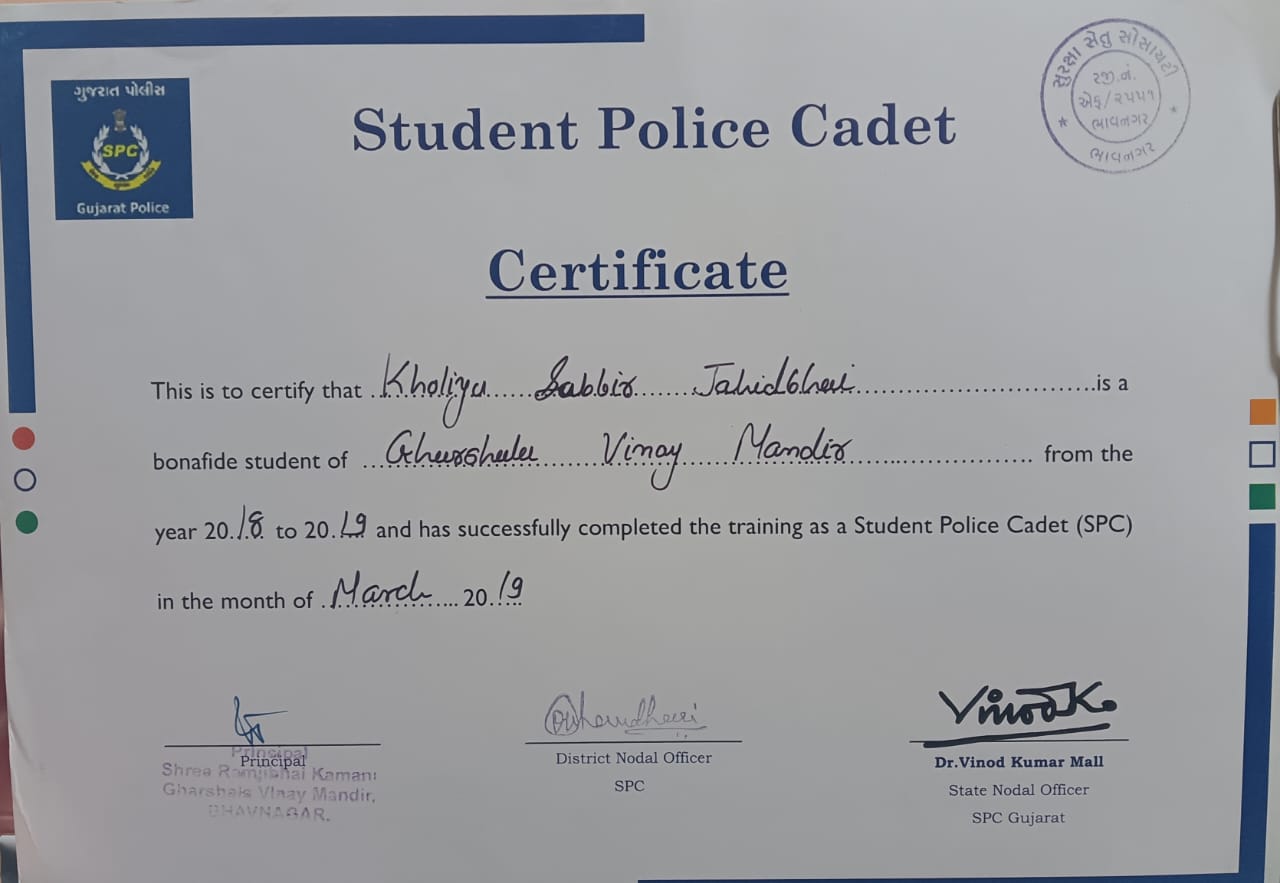 ગુજરાત પોલીસ
SPC
Gujarat Police
સુરક્ષા સેતુ સોસાયટી
રજી.નં.
એફ/૨૫૫૧
ભાવનગર
ભાવનગર
Student Police Cadet
Certificate
This is to certify that Kholiya Sabbir Jahidbhai is a
bonafide student of Gharshala Vinay Mandir from the
year 20.18 to 20.19 and has successfully completed the training as a Student Police Cadet (SPC)
in the month of March 20.19
Principal
Principal
Shree Ramjibhai Kamani
Gharshala Vinay Mandir,
BHAVNAGAR.
District Nodal Officer
SPC
VinodK.
Dr.Vinod Kumar Mall
State Nodal Officer
SPC Gujarat